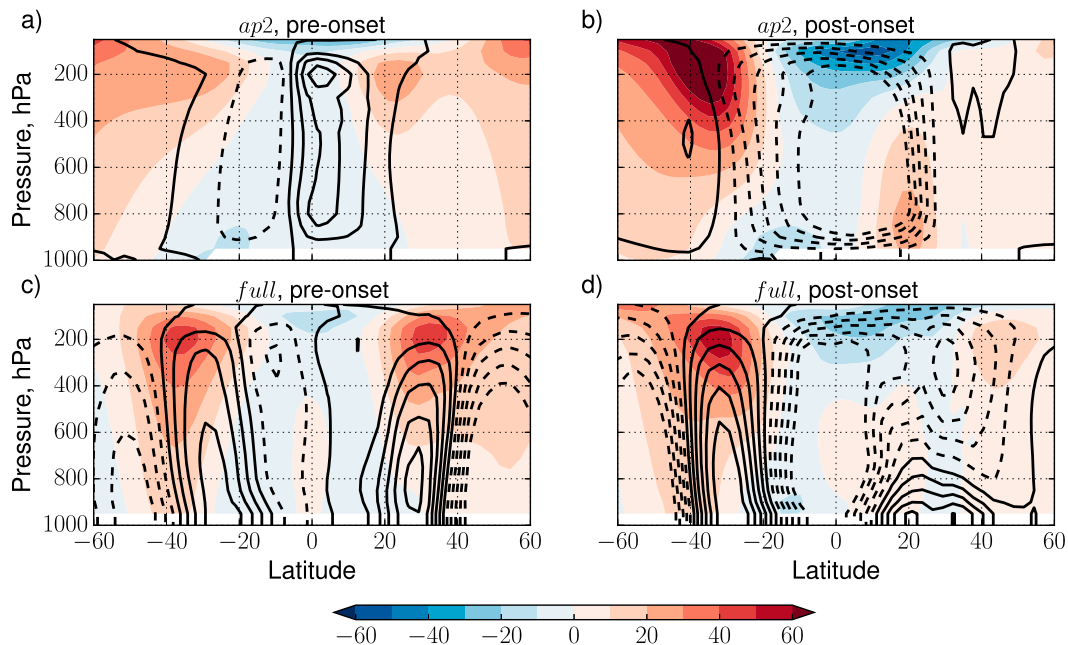 a) ap2, pre-onset
b) ap2, post-onset
Pressure, hPa
200
400
600
800
1000
c) full, pre-onset
d) full, post-onset
Pressure, hPa
200
400
600
800
1000
−60 −40 −20 0 20 40 60
−60 −40 −20 0 20 40 60
Latitude
Latitude
−60 −40 −20 0 20 40 60